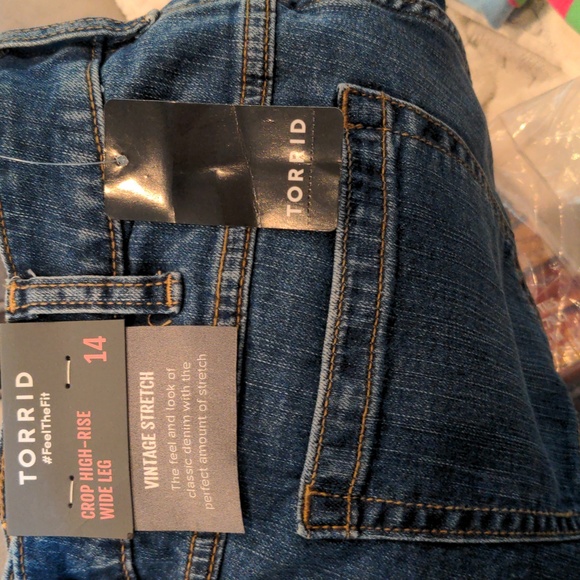 TORRID
TORRID
#FeelTheFit
CROP HIGH-RISE
WIDE LEG
14
VINTAGE STRETCH
The feel and look of
classic denim with the
perfect amount of stretch